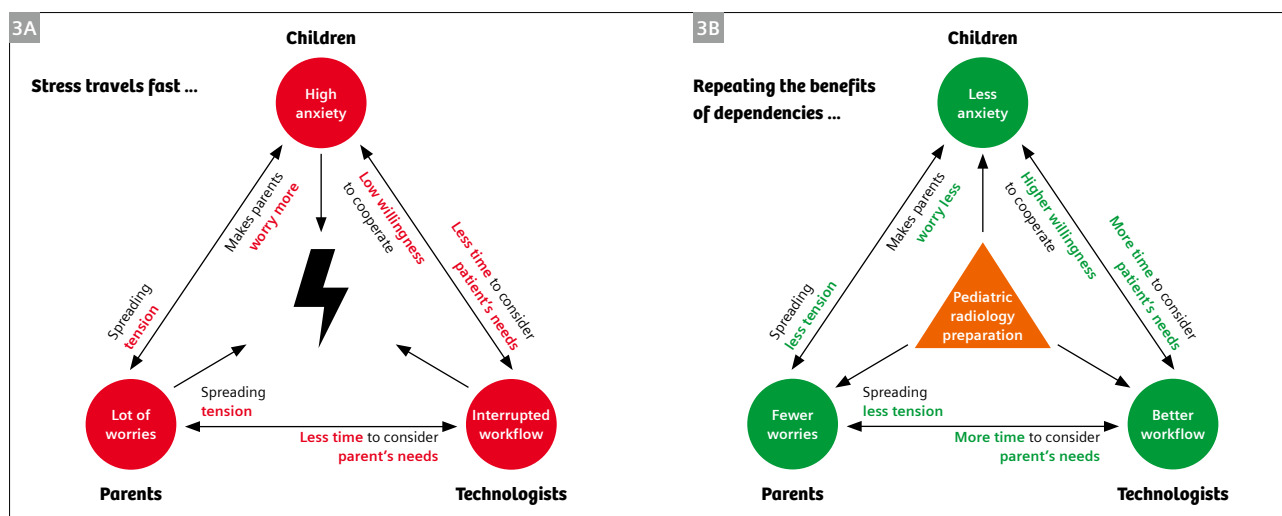 3A
Children
Stress travels fast ...
High
anxiety
Makes parents
worry more
Low willingness
to cooperate
Spreading
tension
Less time to consider
patient's needs
Lot of
worries
Spreading
tension
Less time to consider
parent's needs
Interrupted
workflow
Parents
Technologists
3B
Children
Repeating the benefits
of dependencies ...
Less
anxiety
Makes parents
worry less
Higher willingness
to cooperate
Spreading
less tension
More time to consider
patient's needs
Pediatric
radiology
preparation
Fewer
worries
Spreading
less tension
More time to consider
parent's needs
Better
workflow
Parents
Technologists